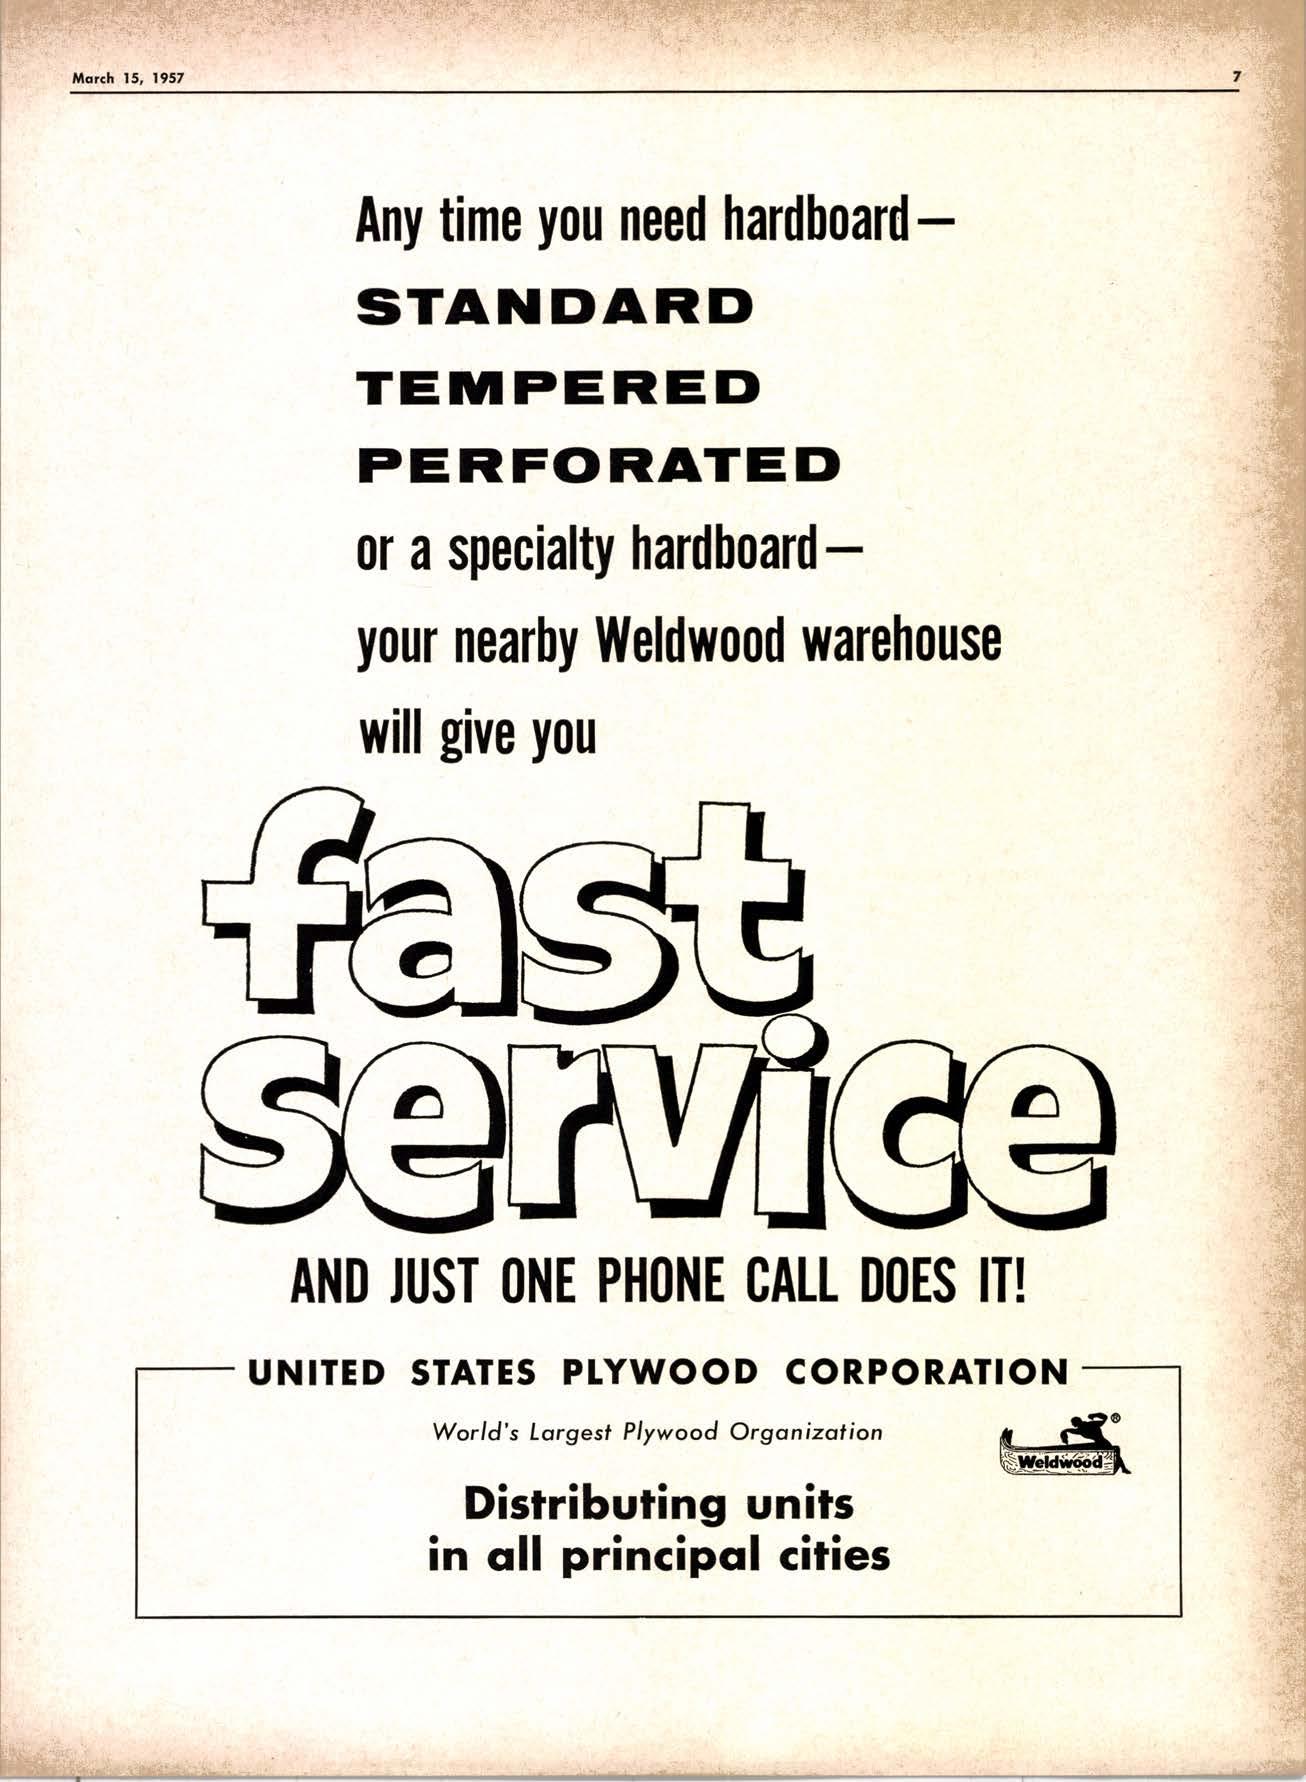 March 15, 1957 7
Any time you need hardboard—
STANDARD
TEMPERED
PERFORATED
or a specialty hardboard—
your nearby Weldwood warehouse
will give you
fast
service
AND JUST ONE PHONE CALL DOES IT!
UNITED STATES PLYWOOD CORPORATION
World's Largest Plywood Organization
®
Weldwood
Distributing units
in all principal cities